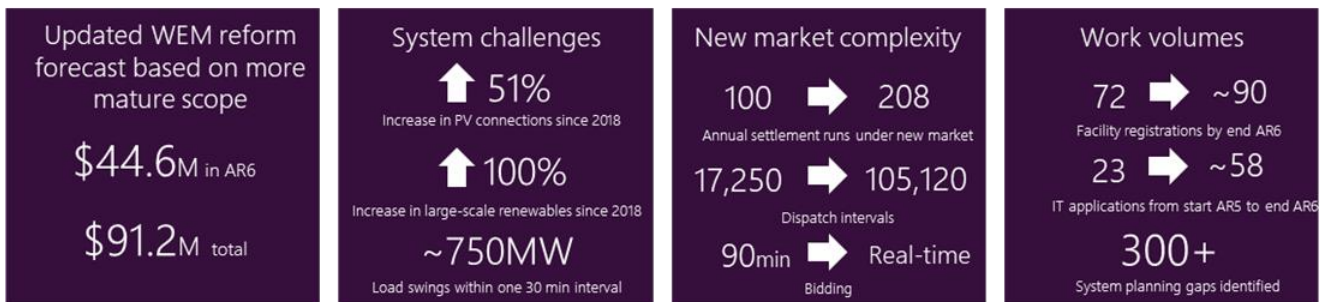 Updated WEM reform
forecast based on more
mature scope
$44.6M in AR6
$91.2M total
System challenges
51%
Increase in PV connections since 2018
100%
Increase in large-scale renewables since 2018
~750MW
Load swings within one 30 min interval
New market complexity
100 208
Annual settlement runs under new market
17,250 105,120
Dispatch intervals
90min Real-time
Bidding
Work volumes
72 ~90
Facility registrations by end AR6
23 ~58
IT applications from start AR5 to end AR6
300+
System planning gaps identified